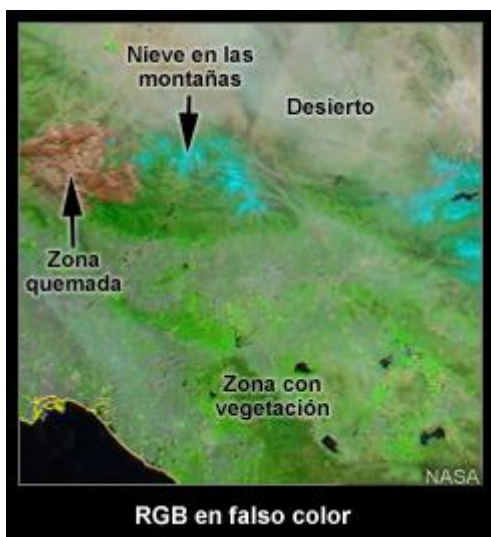 Nieve en las
montañas
Desierto
Zona
quemada
Zona con
vegetación
NASA
RGB en falso color